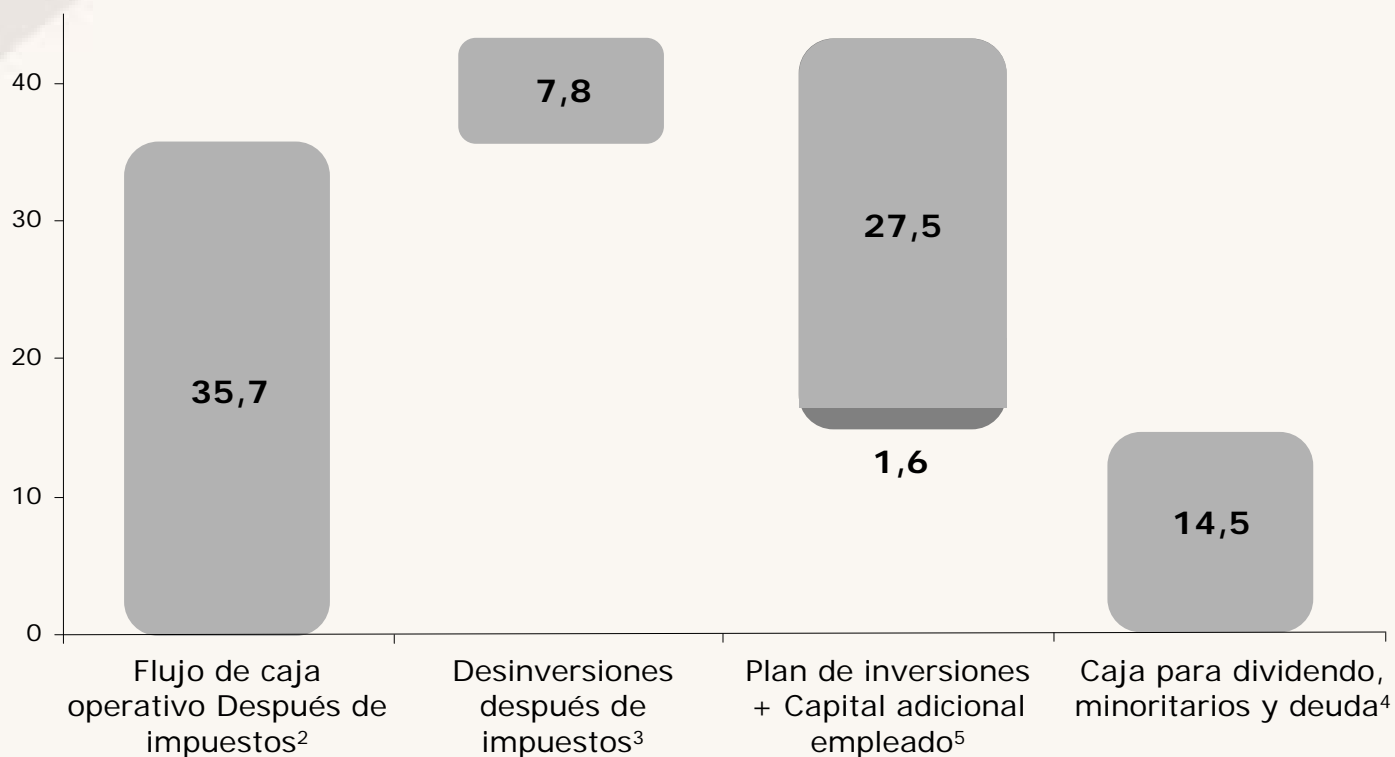 40
30
20
10
0
7,8
27,5
35,7
1,6
14,5
Flujo de caja
operativo Después de
impuestos²
Desinversiones
después de
impuestos³
Plan de inversiones
+ Capital adicional
empleado⁵
Caja para dividendo,
minoritarios y deuda⁴